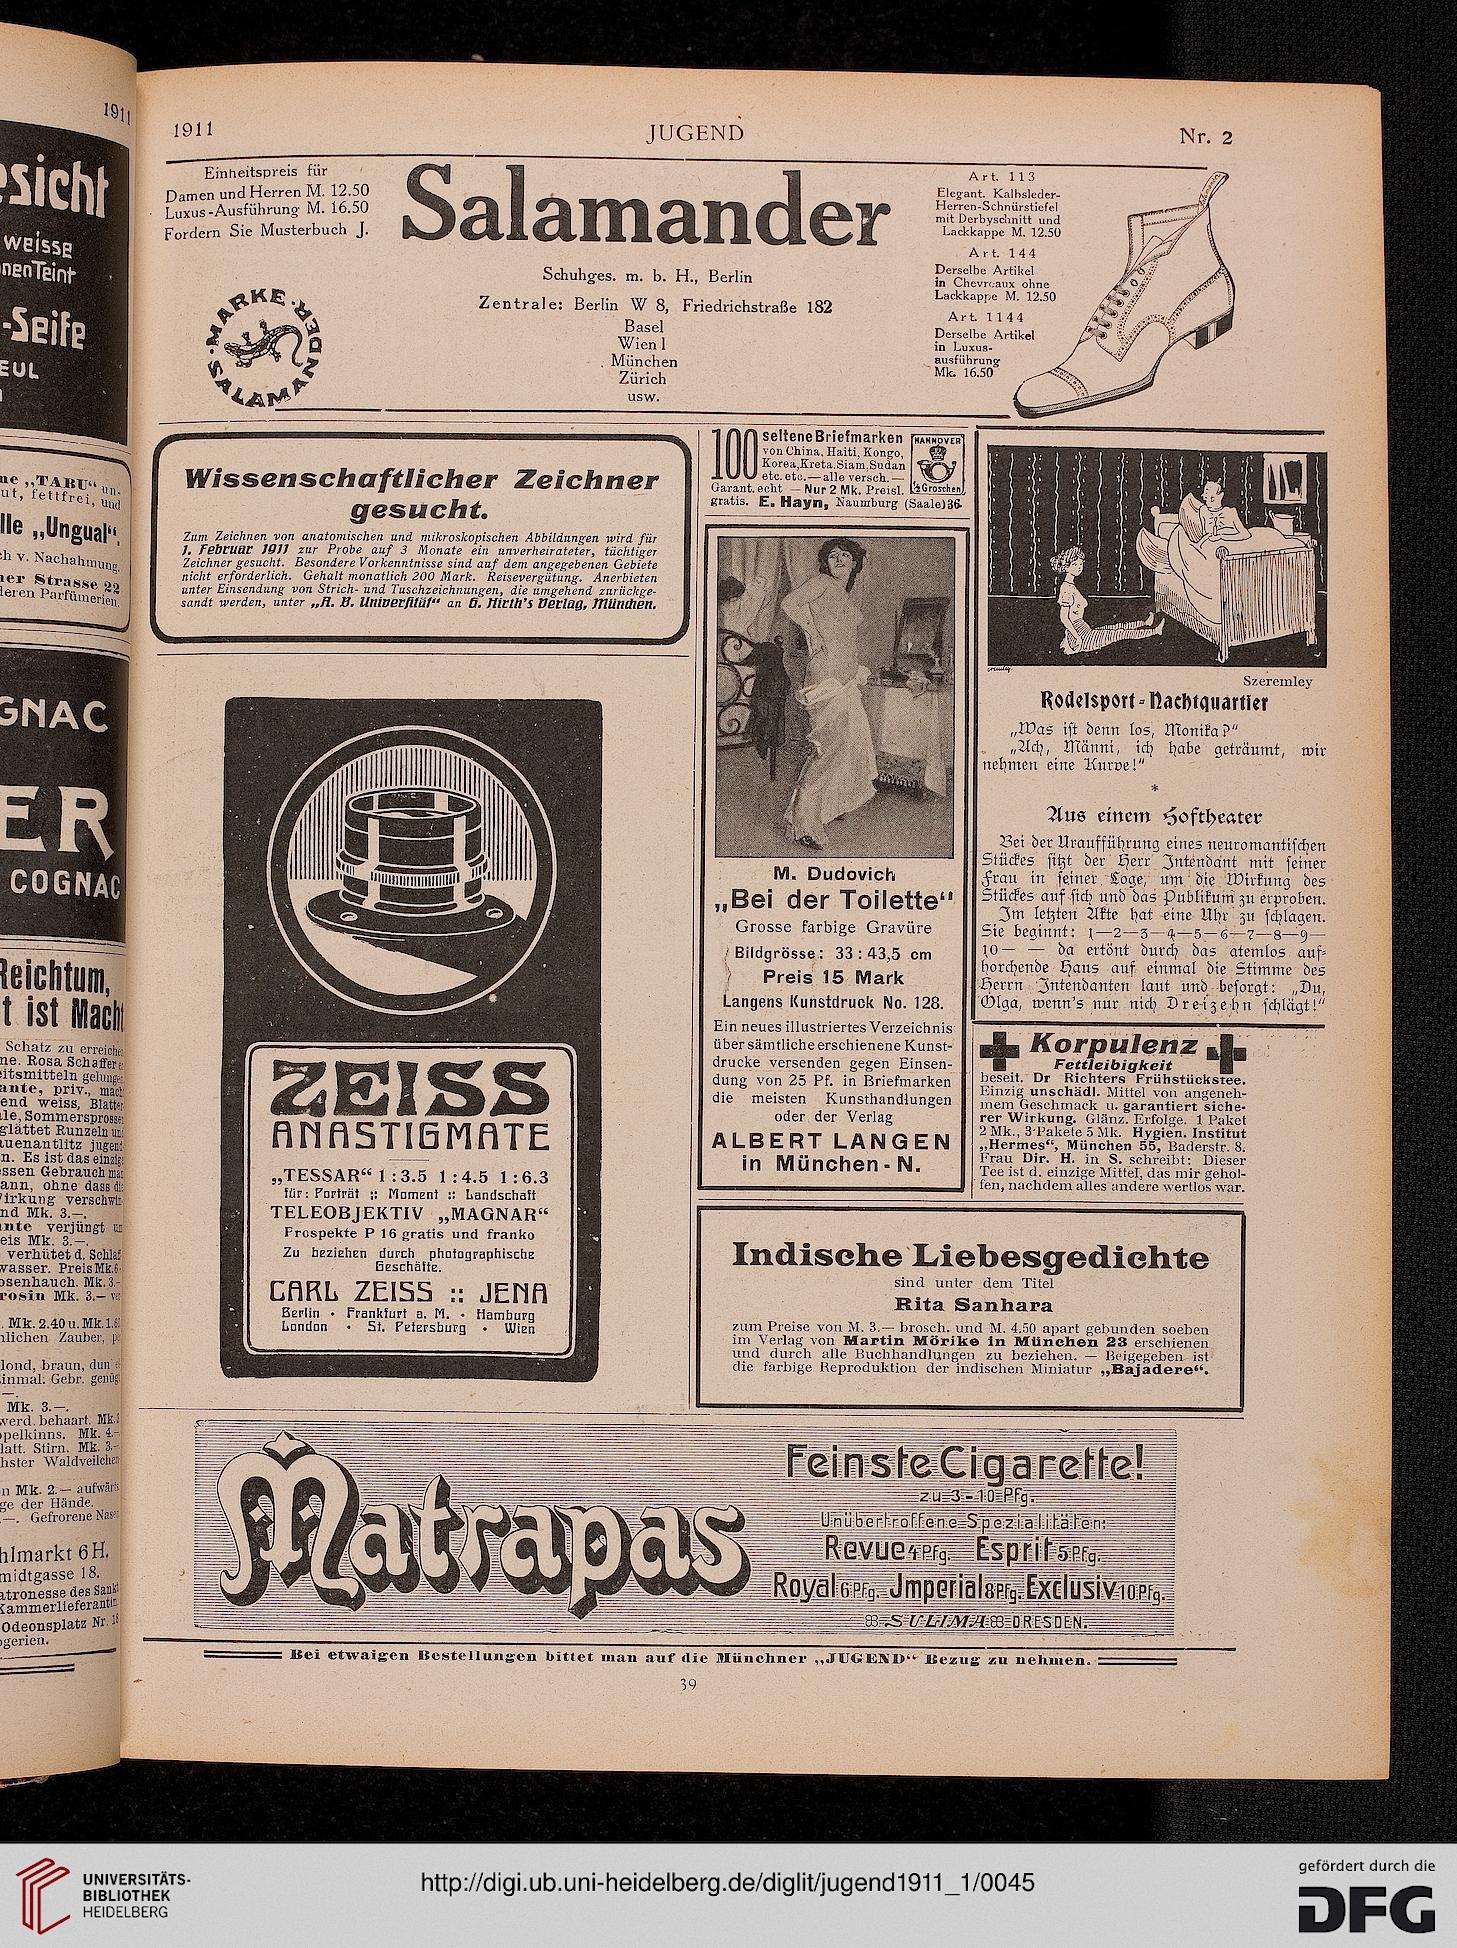 1911
JUGEND
Nr. 2
Einheitspreis für
Damen und Herren M. 12.50
Luxus-Ausführung M. 16.50
Fordern Sie Musterbuch J.
MARKE SALAMANDER
Salamander
Schuhges. m. b. H., Berlin
Zentrale: Berlin W 8, Friedrichstraße 182
Basel
Wien I
München
Zürich
usw.
Art. 113
Elegant. Kalbsleder-
Herren-Schnürstiefel
mit Derbyschnitt und
Lackkappe M. 12.50
Art. 144
Derselbe Artikel
in Chevreaux ohne
Lackkappe M. 12.50
Art. 1144
Derselbe Artikel
in Luxus-
ausführung
Mk. 16.50
Wissenschaftlicher Zeichner
gesucht.
Zum Zeichnen von anatomischen und mikroskopischen Abbildungen wird für
1. Februar 1911 zur Probe auf 3 Monate ein unverheirateter, tüchtiger
Zeichner gesucht. Besondere Vorkenntnisse sind auf dem angegebenen Gebiete
nicht erforderlich. Gehalt monatlich 200 Mark. Reisevergütung. Anerbieten
unter Einsendung von Strich- und Tuschzeichnungen, die umgehend zurückge-
sandt werden, unter „A. B. Universität“ an G. Hirth's Verlag, München.
ZEISS
ANASTIGMATE
„TESSAR“ 1:3.5 1:4.5 1:6.3
für: Porträt :: Moment :: Landschaft
TELEOBJEKTIV „MAGNAR“
Prospekte P 16 gratis und franko
Zu beziehen durch photographische
Geschäfte.
CARL ZEISS :: JENA
Berlin • Frankfurt a. M. • Hamburg
London • St. Petersburg • Wien
100 seltene Briefmarken
von China, Haiti, Kongo,
Korea, Kreta, Siam, Sudan
etc. etc. — alle versch. —
Garant. echt — Nur 2 Mk. Preisl.
gratis. E. Hayn, Naumburg (Saale) 36.
HANNOVER
½ Groschen
M. Dudovich
„Bei der Toilette“
Grosse farbige Gravüre
Bildgrösse: 33 : 43,5 cm
Preis 15 Mark
Langens Kunstdruck No. 128.
Ein neues illustriertes Verzeichnis
über sämtliche erschienene Kunst-
drucke versenden gegen Einsen-
dung von 25 Pf. in Briefmarken
die meisten Kunsthandlungen
oder der Verlag
ALBERT LANGEN
in München-N.
Szeremley
Rodelsport-Nachtquartier
„Was ist denn los, Monika?“
„Ach, Männi, ich habe geträumt, wir
nehmen eine Kurve!“
*
Aus einem Hoftheater
Bei der Uraufführung eines neuromantischen
Stückes sitzt der Herr Intendant mit seiner
Frau in seiner Loge, um die Wirkung des
Stückes auf sich und das Publikum zu erproben.
Im letzten Akte hat eine Uhr zu schlagen.
Sie beginnt: 1—2—3—4—5—6—7—8—9—
10— — da ertönt durch das atemlos auf-
horchende Haus auf einmal die Stimme des
Herrn Intendanten laut und besorgt: „Du,
Olga, wenn's nur nich Dreizehn schlägt!“
Korpulenz
Fettleibigkeit
beseit. Dr Richters Frühstückstee.
Einzig unschädl. Mittel von angeneh-
mem Geschmack u. garantiert siche-
rer Wirkung. Glänz. Erfolge. 1 Paket
2 Mk., 3 Pakete 5 Mk. Hygien. Institut
„Hermes“, München 55, Baderstr. 8.
Frau Dir. H. in S. schreibt: Dieser
Tee ist d. einzige Mittel, das mir gehol-
fen, nachdem alles andere wertlos war.
Indische Liebesgedichte
sind unter dem Titel
Rita Sanhara
zum Preise von M. 3.— brosch. und M. 4.50 apart gebunden soeben
im Verlag von Martin Mörike in München 23 erschienen
und durch alle Buchhandlungen zu beziehen. — Beigegeben ist
die farbige Reproduktion der indischen Miniatur „Bajadere“.
Matrapas
Feinste Cigarette!
zu 3-10 Pfg.
Unübertroffene Spezialitäten:
Revue 4 Pfg. Esprit 5 Pfg.
Royal 6 Pfg. Imperial 8 Pfg. Exclusiv 10 Pfg.
SULIMA DRESDEN.
Bei etwaigen Bestellungen bittet man auf die Münchner „JUGEND“ Bezug zu nehmen.
39
UNIVERSITÄTS-
BIBLIOTHEK
HEIDELBERG
http://digi.ub.uni-heidelberg.de/diglit/jugend1911_1/0045
gefördert durch die
DFG